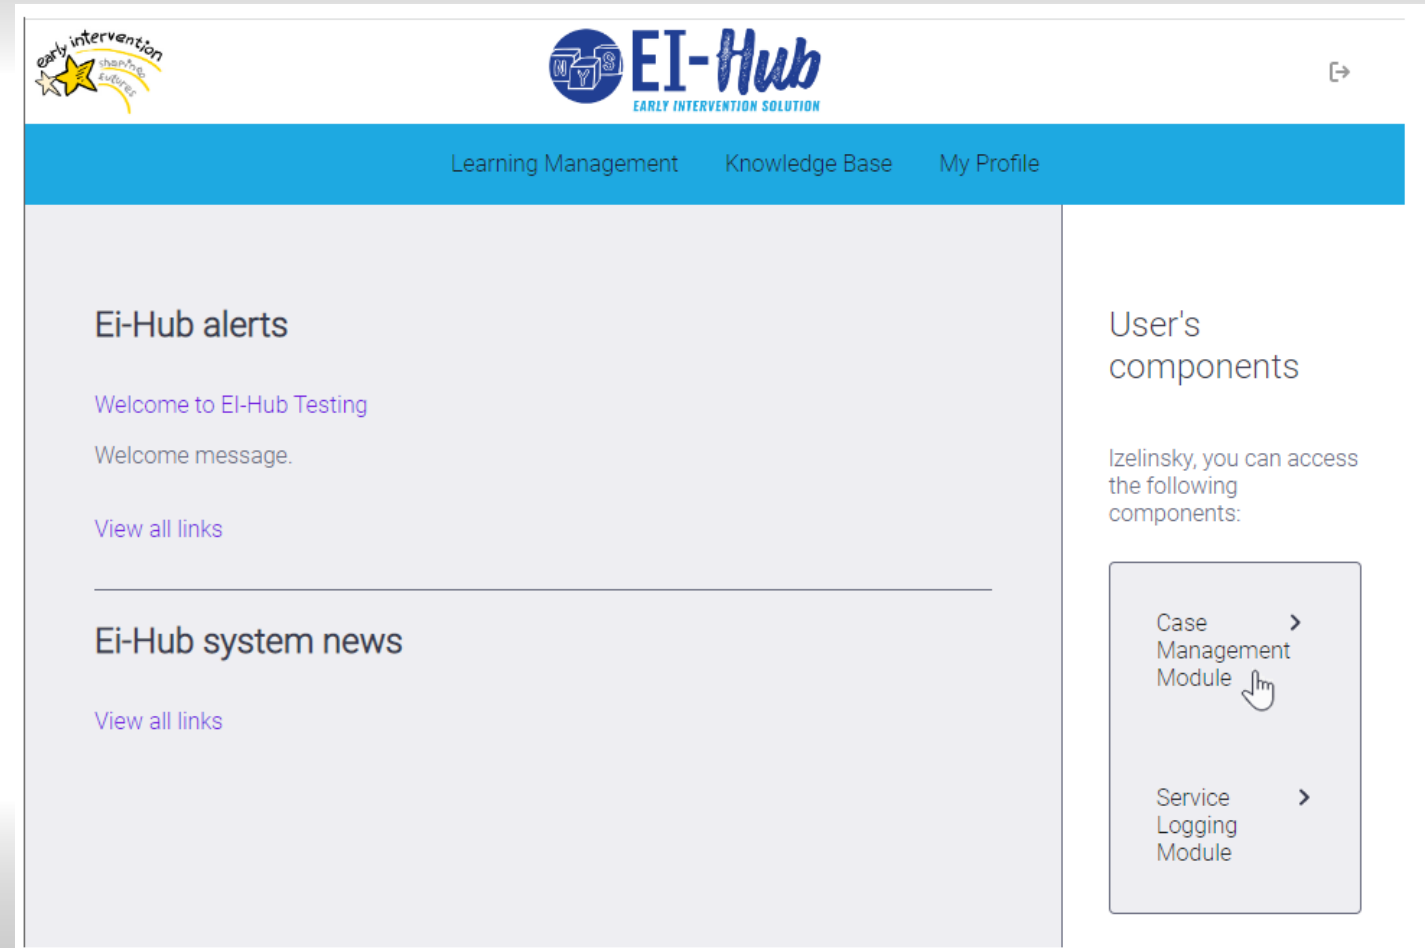 early intervention
shaping
futures
N Y S
EI-Hub
EARLY INTERVENTION SOLUTION
Learning Management Knowledge Base My Profile
Ei-Hub alerts
Welcome to EI-Hub Testing
Welcome message.
View all links
Ei-Hub system news
View all links
User's
components
lzelinsky, you can access
the following
components:
Case
Management
Module
Service
Logging
Module